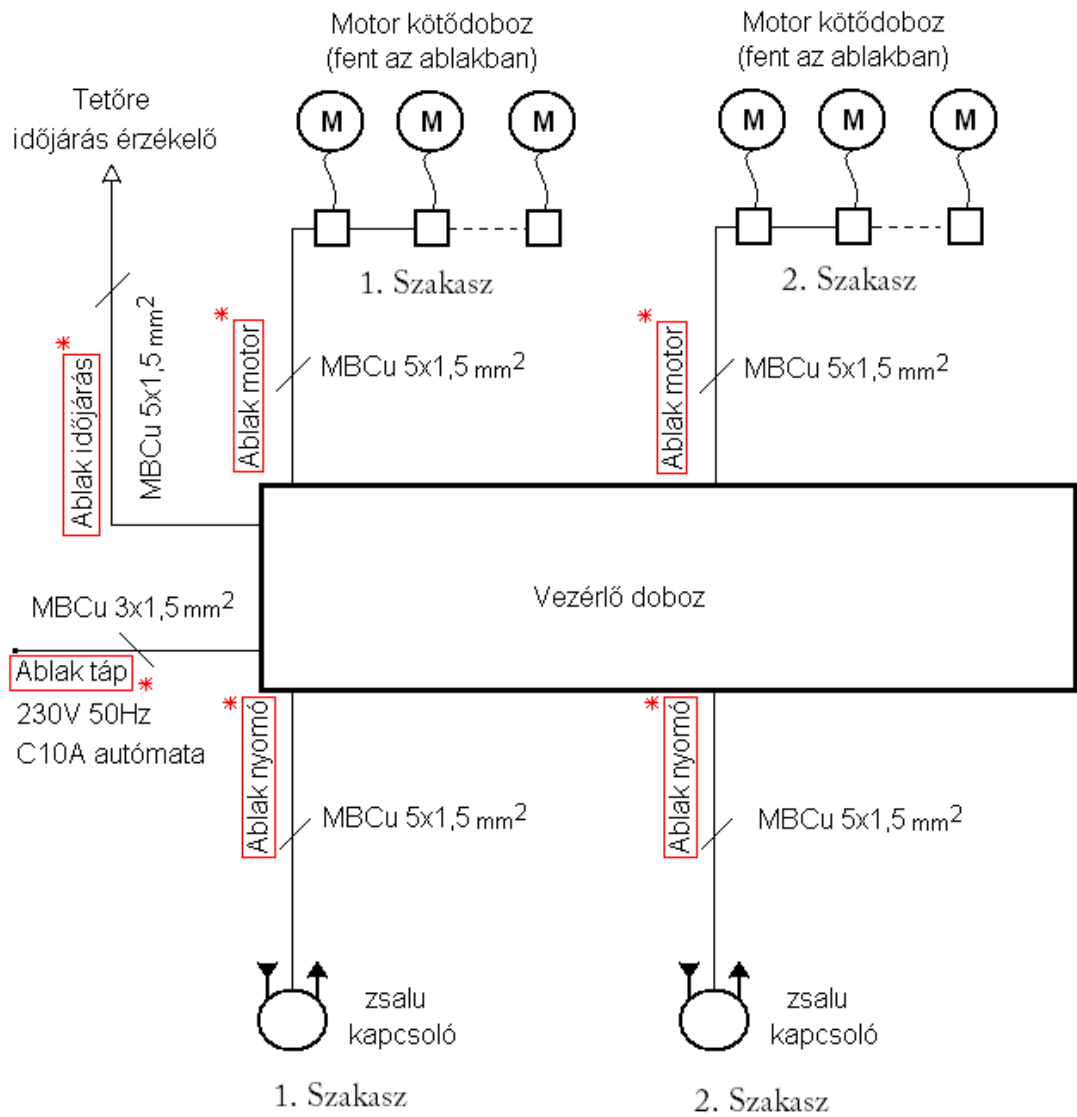 Motor kötődoboz
(fent az ablakban)
Motor kötődoboz
(fent az ablakban)
Tetőre
időjárás érzékelő
M
M
M
M
M
M
1. Szakasz
2. Szakasz
*
Ablak időjárás
MBCu 5x1,5 mm²
*
Ablak motor
MBCu 5x1,5 mm²
*
Ablak motor
MBCu 5x1,5 mm²
Vezérlő doboz
MBCu 3x1,5 mm²
Ablak táp *
230V 50Hz
C10A autómata
*
Ablak nyomó
MBCu 5x1,5 mm²
*
Ablak nyomó
MBCu 5x1,5 mm²
zsalu
kapcsoló
zsalu
kapcsoló
1. Szakasz
2. Szakasz